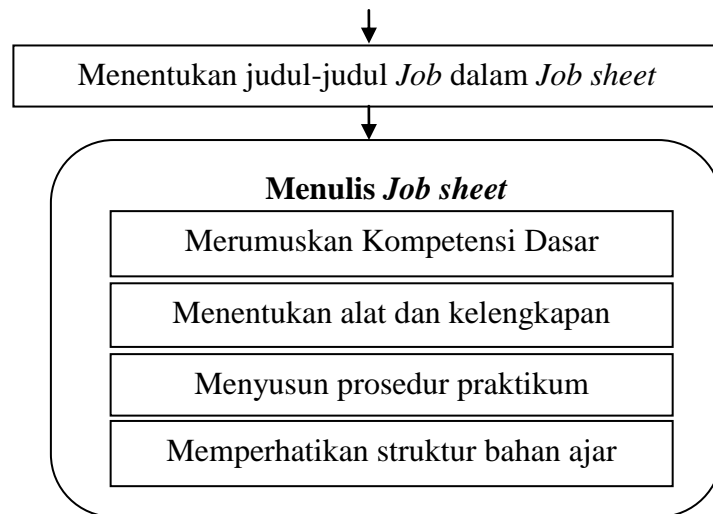 Menentukan judul-judul Job dalam Job sheet
Menulis Job sheet
Merumuskan Kompetensi Dasar
Menentukan alat dan kelengkapan
Menyusun prosedur praktikum
Memperhatikan struktur bahan ajar